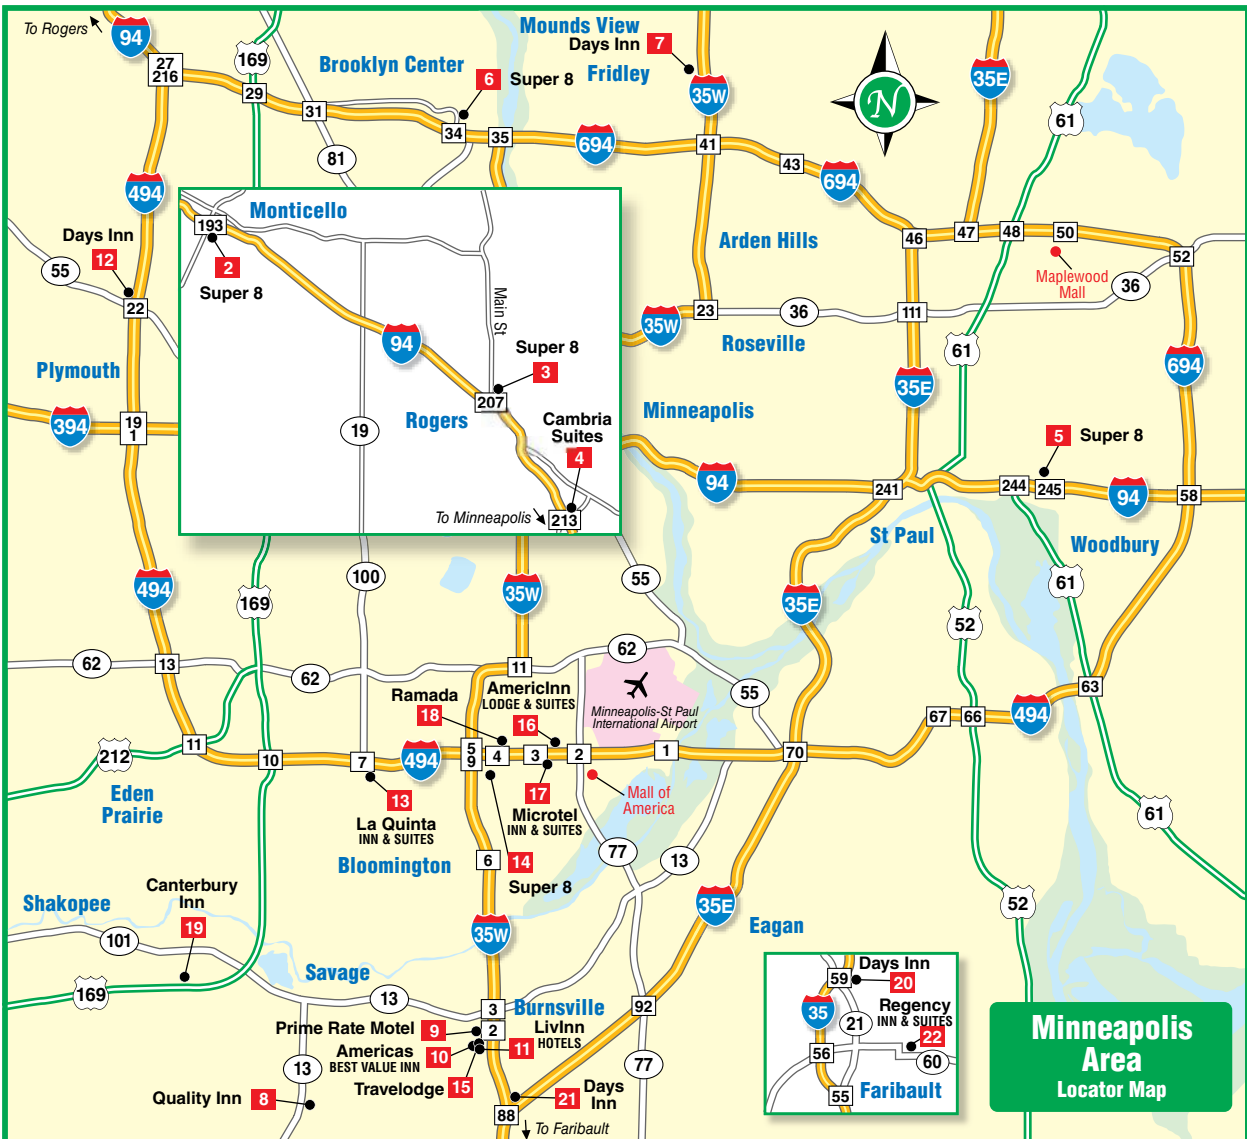 To Rogers
94
27
216
169
29
Brooklyn Center
31
81
6
Super 8
34
35
694
Mounds View
Days Inn
7
Fridley
35W
41
43
694
N
35E
61
494
Days Inn
12
55
22
Plymouth
394
19
1
Monticello
193
2
Super 8
94
Main St
Super 8
3
207
Rogers
19
Cambria
Suites
4
To Minneapolis
213
Arden Hills
46
47
48
50
52
Maplewood
Mall
36
35W
23
36
111
Roseville
61
694
35E
Minneapolis
94
241
5
Super 8
244
245
94
58
St Paul
Woodbury
61
494
169
100
35W
55
35E
52
62
13
62
11
62
Minneapolis-St Paul
International Airport
55
63
67
66
494
Ramada
18
AmericInn
LODGE & SUITES
16
11
212
10
7
494
5
9
4
3
2
1
70
Eden
Prairie
13
La Quinta
INN & SUITES
17
Microtel
INN & SUITES
Mall of
America
61
Bloomington
6
14
Super 8
77
13
52
35E
Eagan
Shakopee
Canterbury
Inn
19
101
169
Savage
13
35W
3
Burnsville
92
Prime Rate Motel
9
2
LivInn
HOTELS
11
Americas
BEST VALUE INN
10
Travelodge
15
13
Quality Inn
8
77
21
Days
Inn
88
To Faribault
59
Days Inn
20
35
21
Regency
INN & SUITES
22
56
60
55
Faribault
Minneapolis
Area
Locator Map